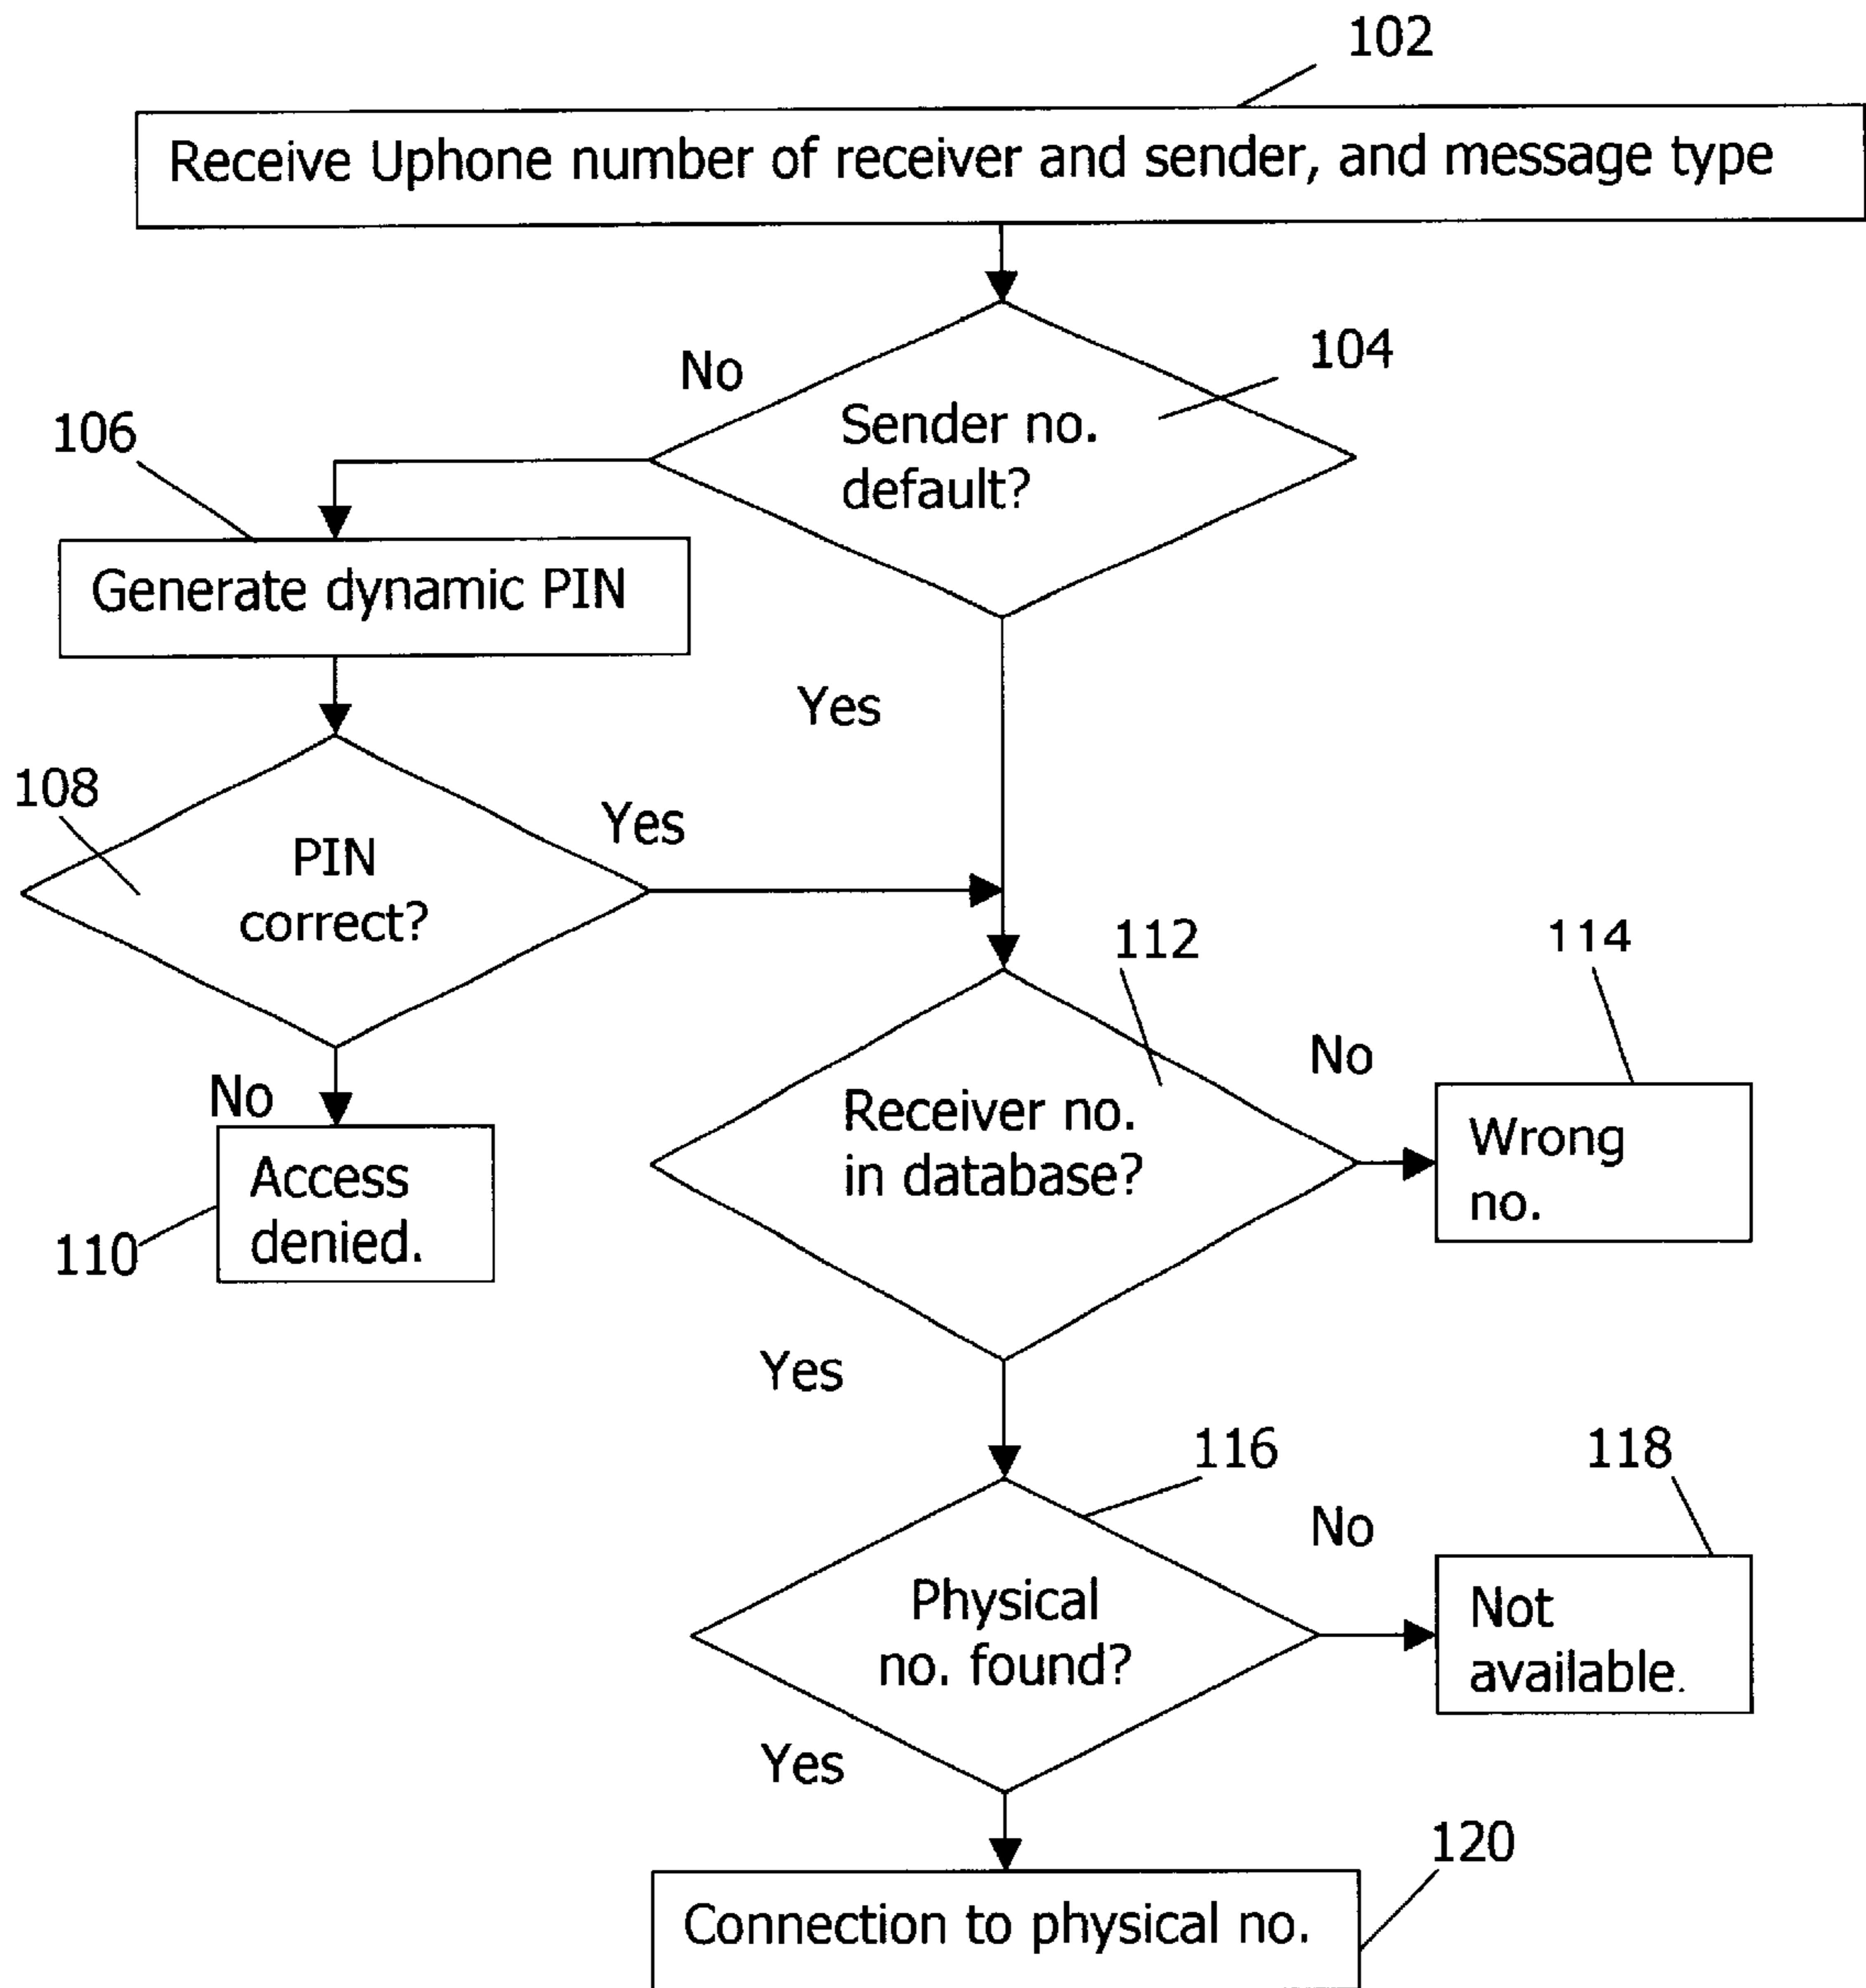 102
Receive Uphone number of receiver and sender, and message type
No
104
Sender no.
default?
106
Generate dynamic PIN
Yes
108
Yes
PIN
correct?
112
114
No
No
Receiver no.
in database?
Wrong
no.
Access
denied.
110
Yes
116
118
No
Physical
no. found?
Not
available.
Yes
120
Connection to physical no.